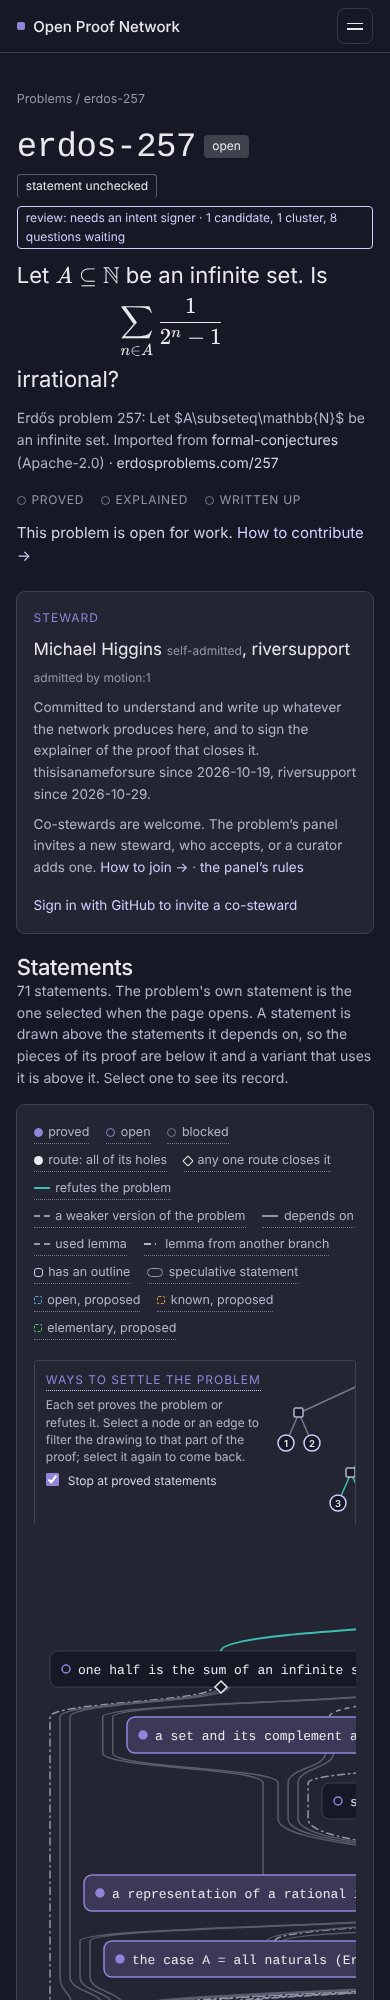 Open Proof Network
Problems / erdos-257
erdos-257 open
statement unchecked
review: needs an intent signer · 1 candidate, 1 cluster, 8
questions waiting
Let A ⊆ ℕ be an infinite set. Is
∑_{n∈A} 1/(2ⁿ − 1)
irrational?
Erdős problem 257: Let $A\subseteq\mathbb{N}$ be
an infinite set. Imported from formal-conjectures
(Apache-2.0) · erdosproblems.com/257
PROVED EXPLAINED WRITTEN UP
This problem is open for work. How to contribute
→
STEWARD
Michael Higgins self-admitted, riversupport
admitted by motion:1
Committed to understand and write up whatever
the network produces here, and to sign the
explainer of the proof that closes it.
thisisanameforsure since 2026-10-19, riversupport
since 2026-10-29.
Co-stewards are welcome. The problem's panel
invites a new steward, who accepts, or a curator
adds one. How to join → · the panel's rules
Sign in with GitHub to invite a co-steward
Statements
71 statements. The problem's own statement is the
one selected when the page opens. A statement is
drawn above the statements it depends on, so the
pieces of its proof are below it and a variant that uses
it is above it. Select one to see its record.
proved open blocked
route: all of its holes any one route closes it
refutes the problem
a weaker version of the problem depends on
used lemma lemma from another branch
has an outline speculative statement
open, proposed known, proposed
elementary, proposed
WAYS TO SETTLE THE PROBLEM
Each set proves the problem or
refutes it. Select a node or an edge to
filter the drawing to that part of the
proof; select it again to come back.
Stop at proved statements
1 2
3
one half is the sum of an infinite s
a set and its complement a
s
a representation of a rational
the case A = all naturals (Er